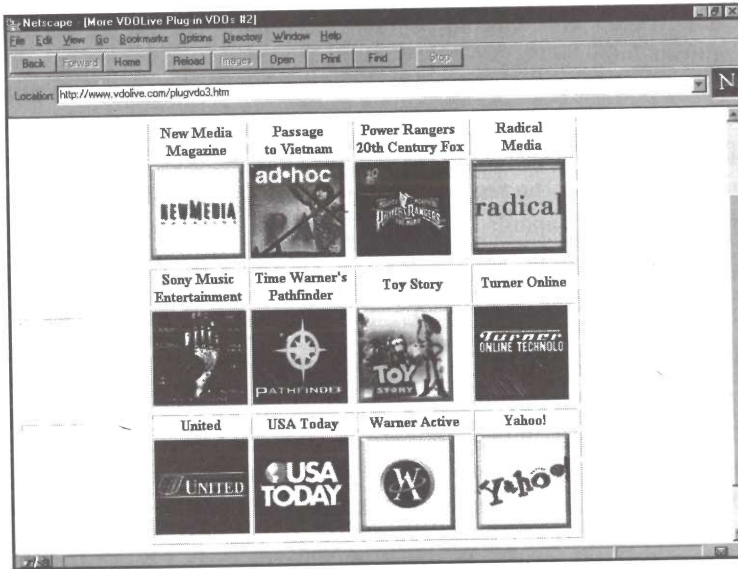 Netscape - [More VDOLive Plug in VDOs #2]
File Edit View Go Bookmarks Options Directory Window Help
Back Forward Home Reload Images Open Print Find Stop
Location: http://www.vdolive.com/plugvdo3.htm
N
New Media Magazine
Passage to Vietnam
Power Rangers 20th Century Fox
Radical Media
NEWMEDIA
ad•hoc
POWER RANGERS
radical
Sony Music Entertainment
Time Warner's Pathfinder
Toy Story
Turner Online
PATHFINDER
TOY STORY
Turner
ONLINE TECHNOLO
United
USA Today
Warner Active
Yahoo!
UNITED
USA TODAY
WA
Yahoo!